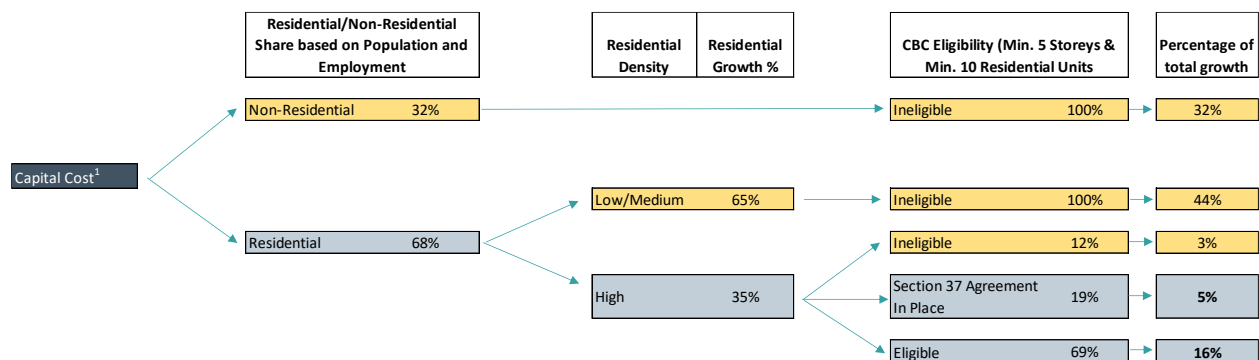 Residential/Non-Residential
Share based on Population and
Employment
Residential
Density
Residential
Growth %
CBC Eligibility (Min. 5 Storeys &
Min. 10 Residential Units
Percentage of
total growth
Non-Residential 32%
Ineligible 100%
32%
Capital Cost¹
Low/Medium 65%
Ineligible 100%
44%
Residential 68%
Ineligible 12%
3%
High 35%
Section 37 Agreement
In Place 19%
5%
Eligible 69%
16%